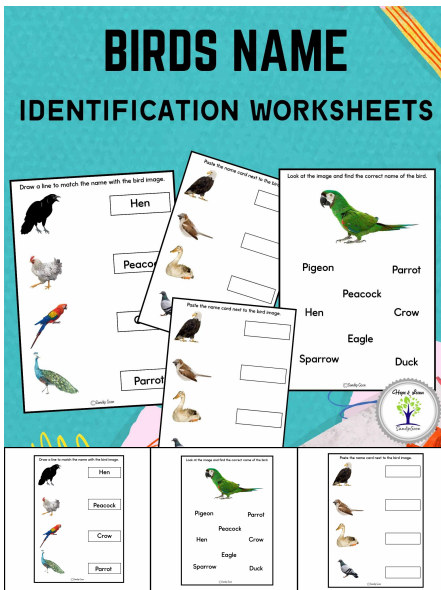 BIRDS NAME
IDENTIFICATION WORKSHEETS
Draw a line to match the name with the bird image.
Hen
Peaco
C
Parrot
©SandySoon
Paste the name card next to the bir
Paste the name card next to the bird image.
Look at the image and find the correct name of the bird.
Pigeon
Parrot
Peacock
Hen
Crow
Eagle
Sparrow
Duck
Draw a line to match the name with the bird image.
Hen
Peacock
Crow
Parrot
Look at the image and find the correct name of the bird.
Pigeon
Parrot
Peacock
Hen
Crow
Eagle
Sparrow
Duck
Paste the name card next to the bird image.